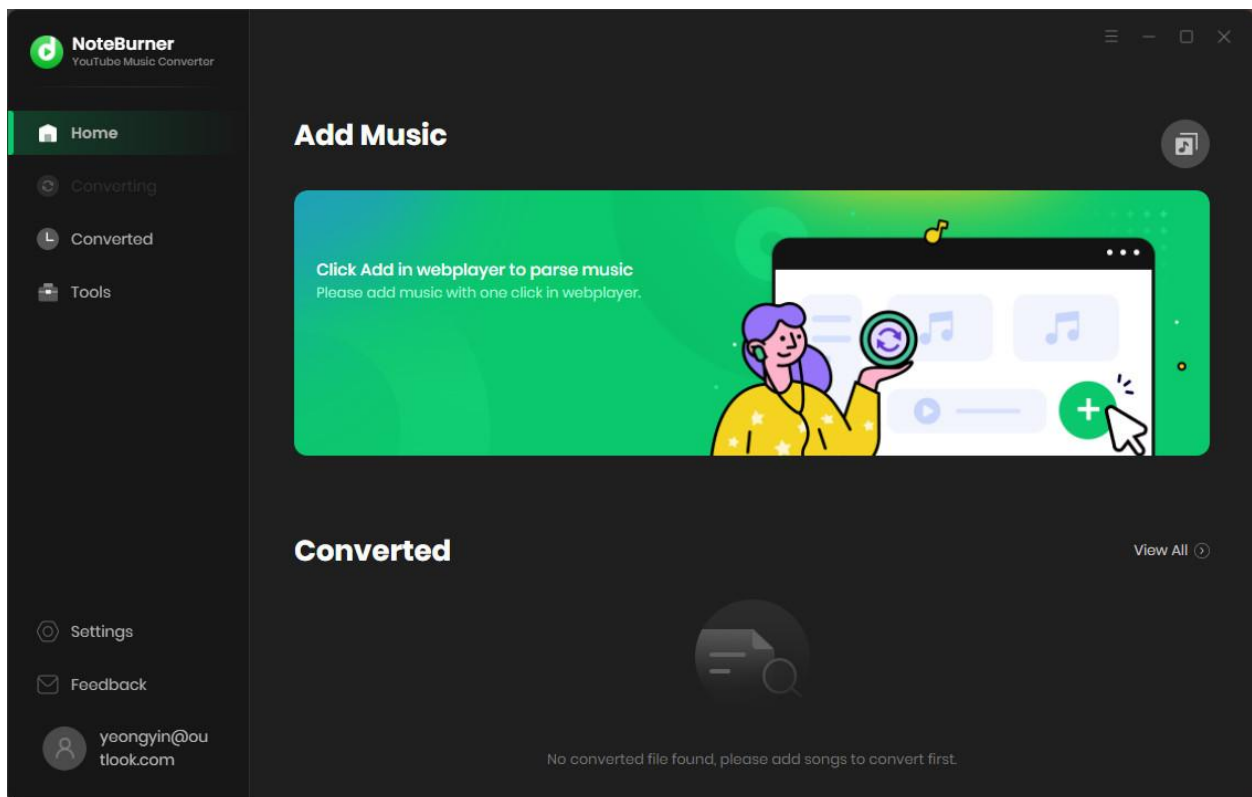 NoteBurner
YouTube Music Converter
Home
Converting
Converted
Tools
Settings
Feedback
yeongyin@ou
tlook.com
Add Music
Click Add in webplayer to parse music
Please add music with one click in webplayer.
Converted
View All
No converted file found, please add songs to convert first.